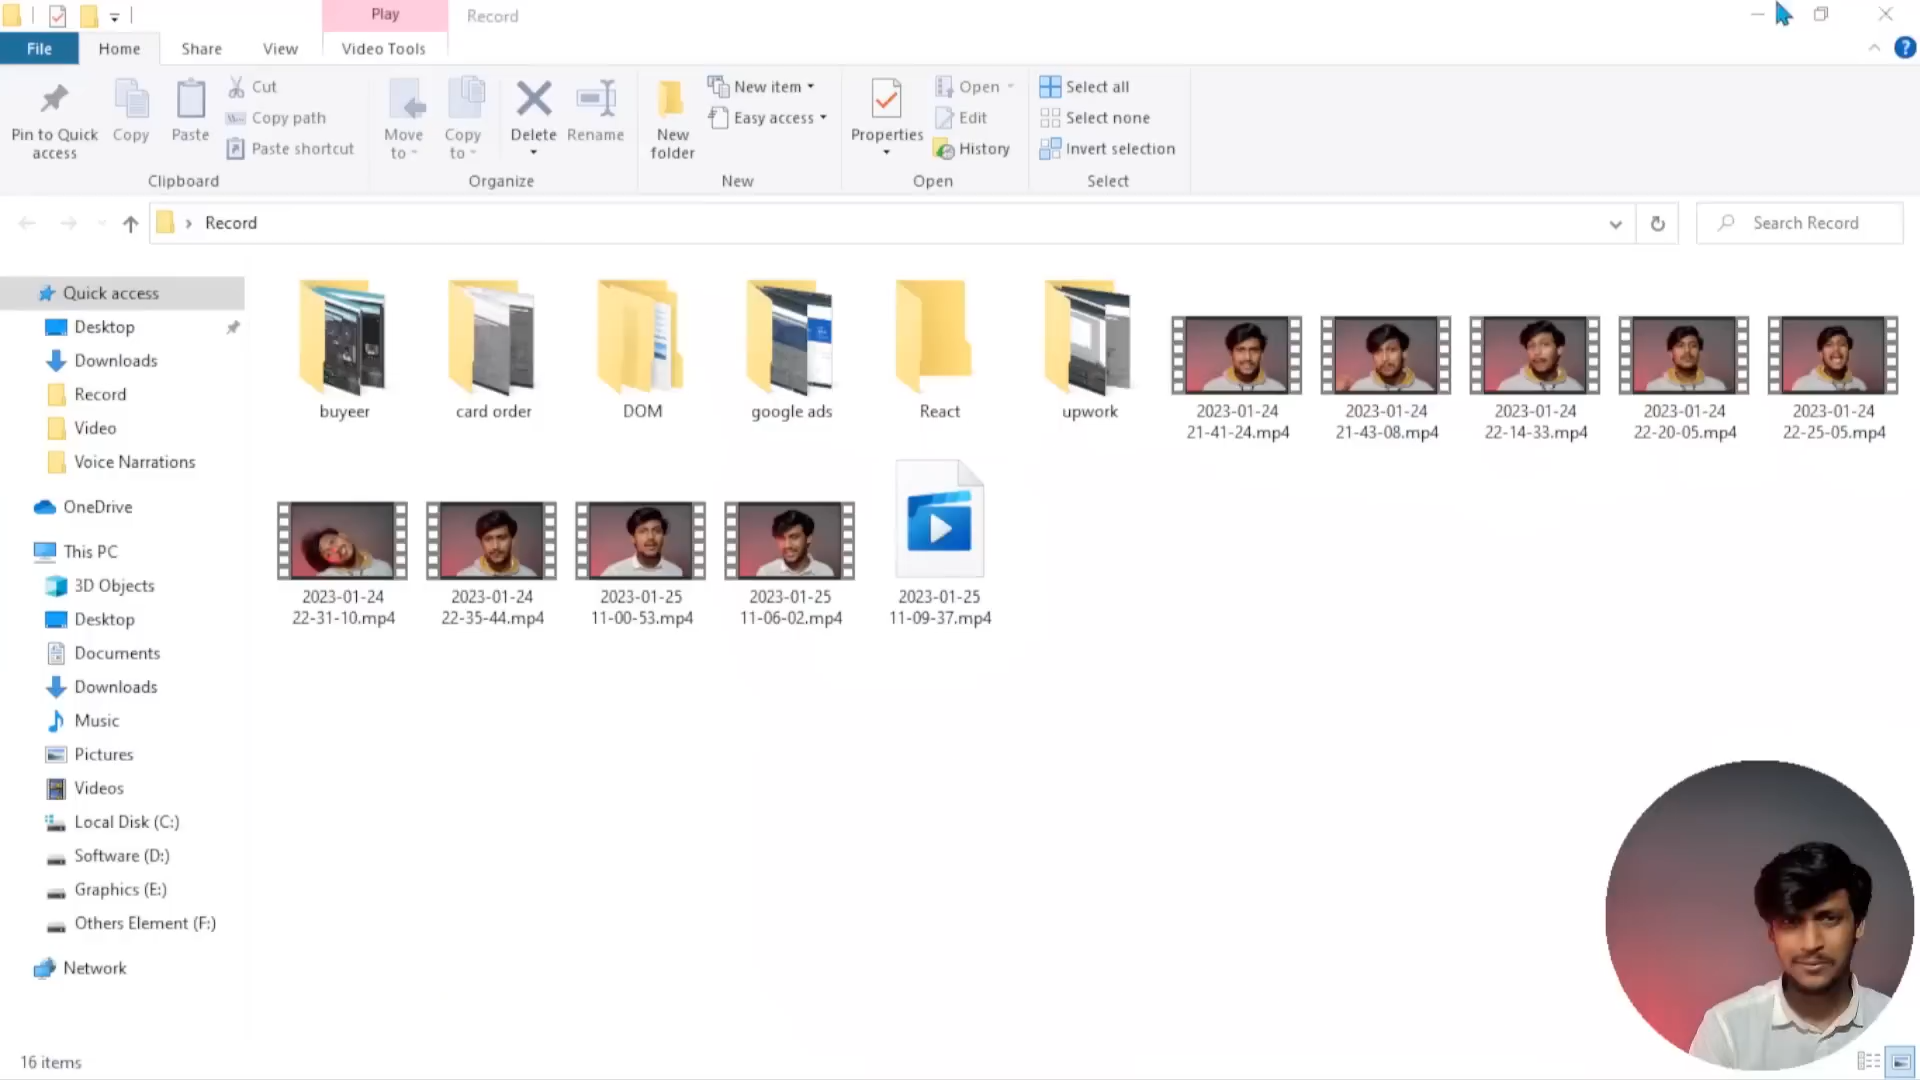 Play
Record
File
Home
Share
View
Video Tools
Pin to Quick access
Copy
Paste
Cut
Copy path
Paste shortcut
Clipboard
Move to
Copy to
Delete
Rename
Organize
New folder
New item
Easy access
New
Properties
Open
Edit
History
Open
Select all
Select none
Invert selection
Select
Record
Search Record
Quick access
Desktop
Downloads
Record
Video
Voice Narrations
OneDrive
This PC
3D Objects
Desktop
Documents
Downloads
Music
Pictures
Videos
Local Disk (C:)
Software (D:)
Graphics (E:)
Others Element (F:)
Network
buyeer
card order
DOM
google ads
React
upwork
2023-01-24
21-41-24.mp4
2023-01-24
21-43-08.mp4
2023-01-24
22-14-33.mp4
2023-01-24
22-20-05.mp4
2023-01-24
22-25-05.mp4
2023-01-24
22-31-10.mp4
2023-01-24
22-35-44.mp4
2023-01-25
11-00-53.mp4
2023-01-25
11-06-02.mp4
2023-01-25
11-09-37.mp4
16 items